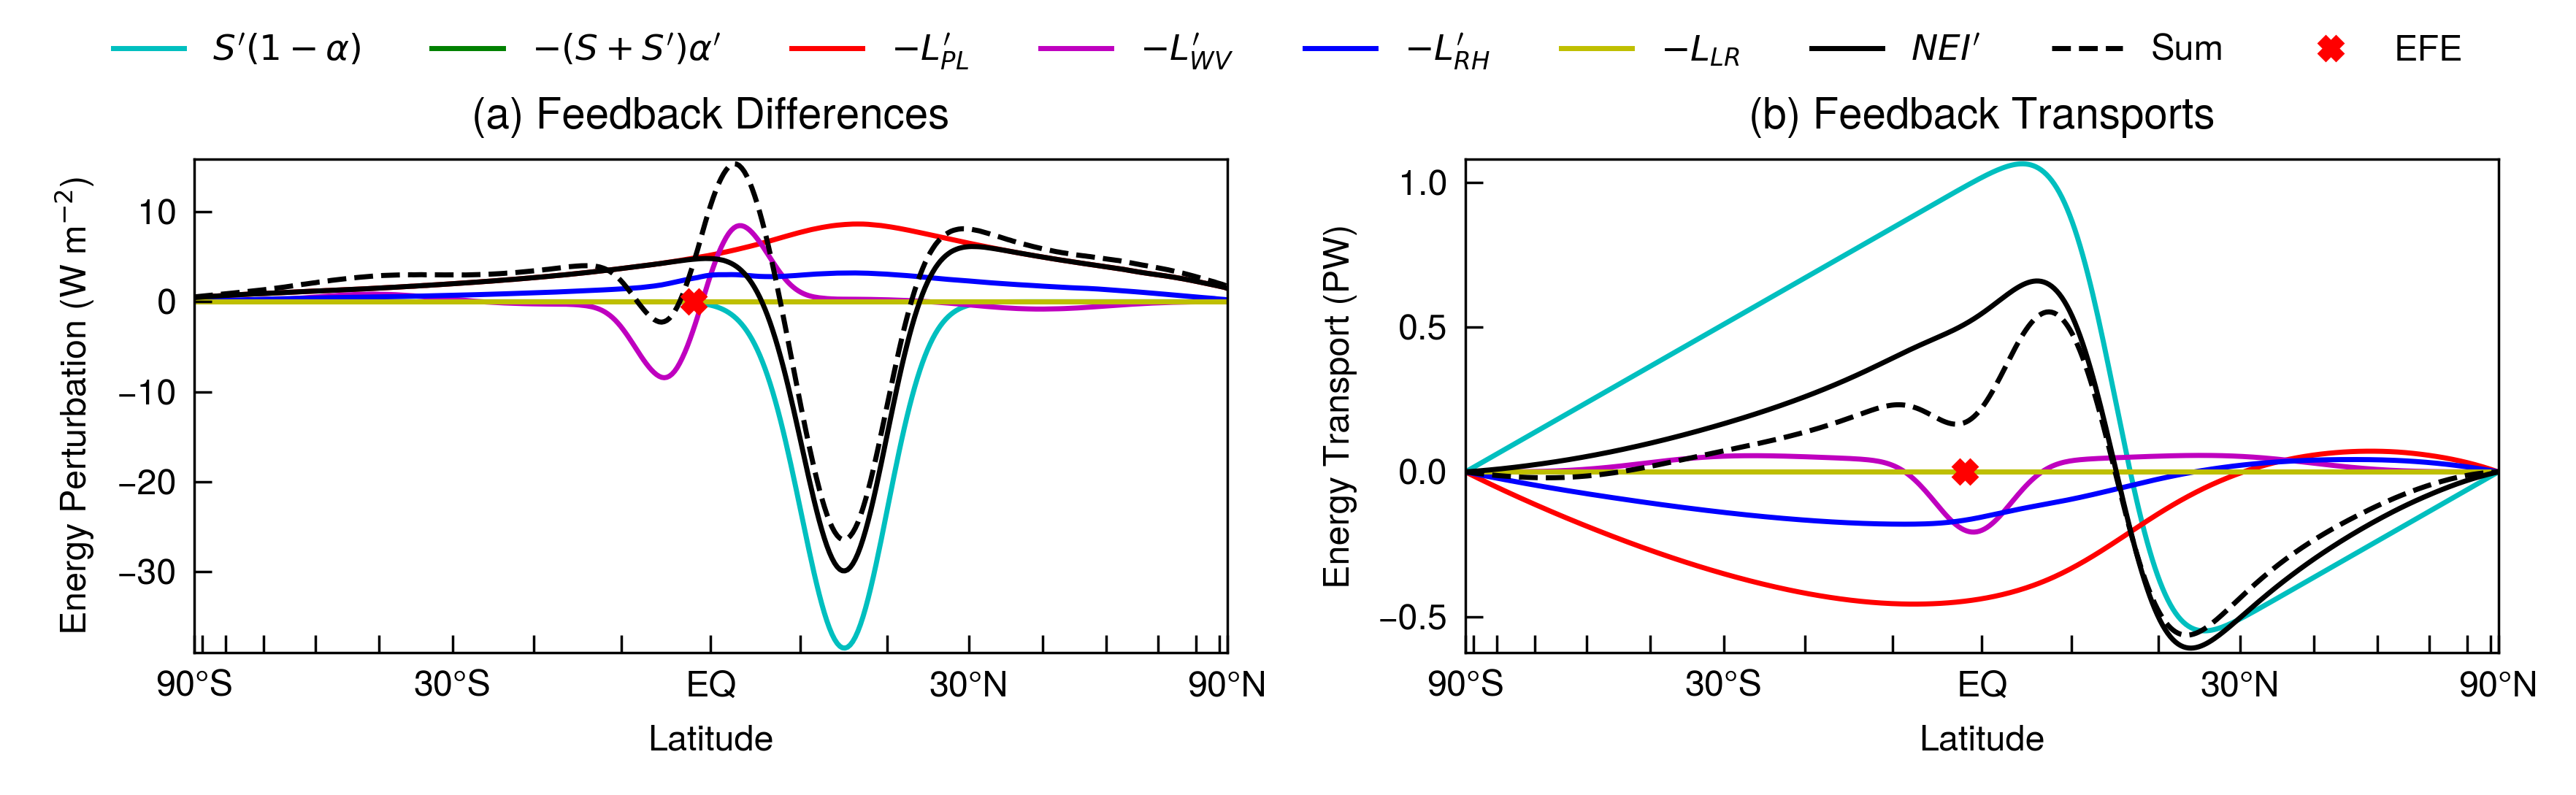 S′(1 − α) −(S + S′)α′ −L′PL −L′WV −L′RH −LLR NEI′ Sum EFE
(a) Feedback Differences
Energy Perturbation (W m−2)
10
0
−10
−20
−30
90°S 30°S EQ 30°N 90°N
Latitude
(b) Feedback Transports
Energy Transport (PW)
1.0
0.5
0.0
−0.5
90°S 30°S EQ 30°N 90°N
Latitude